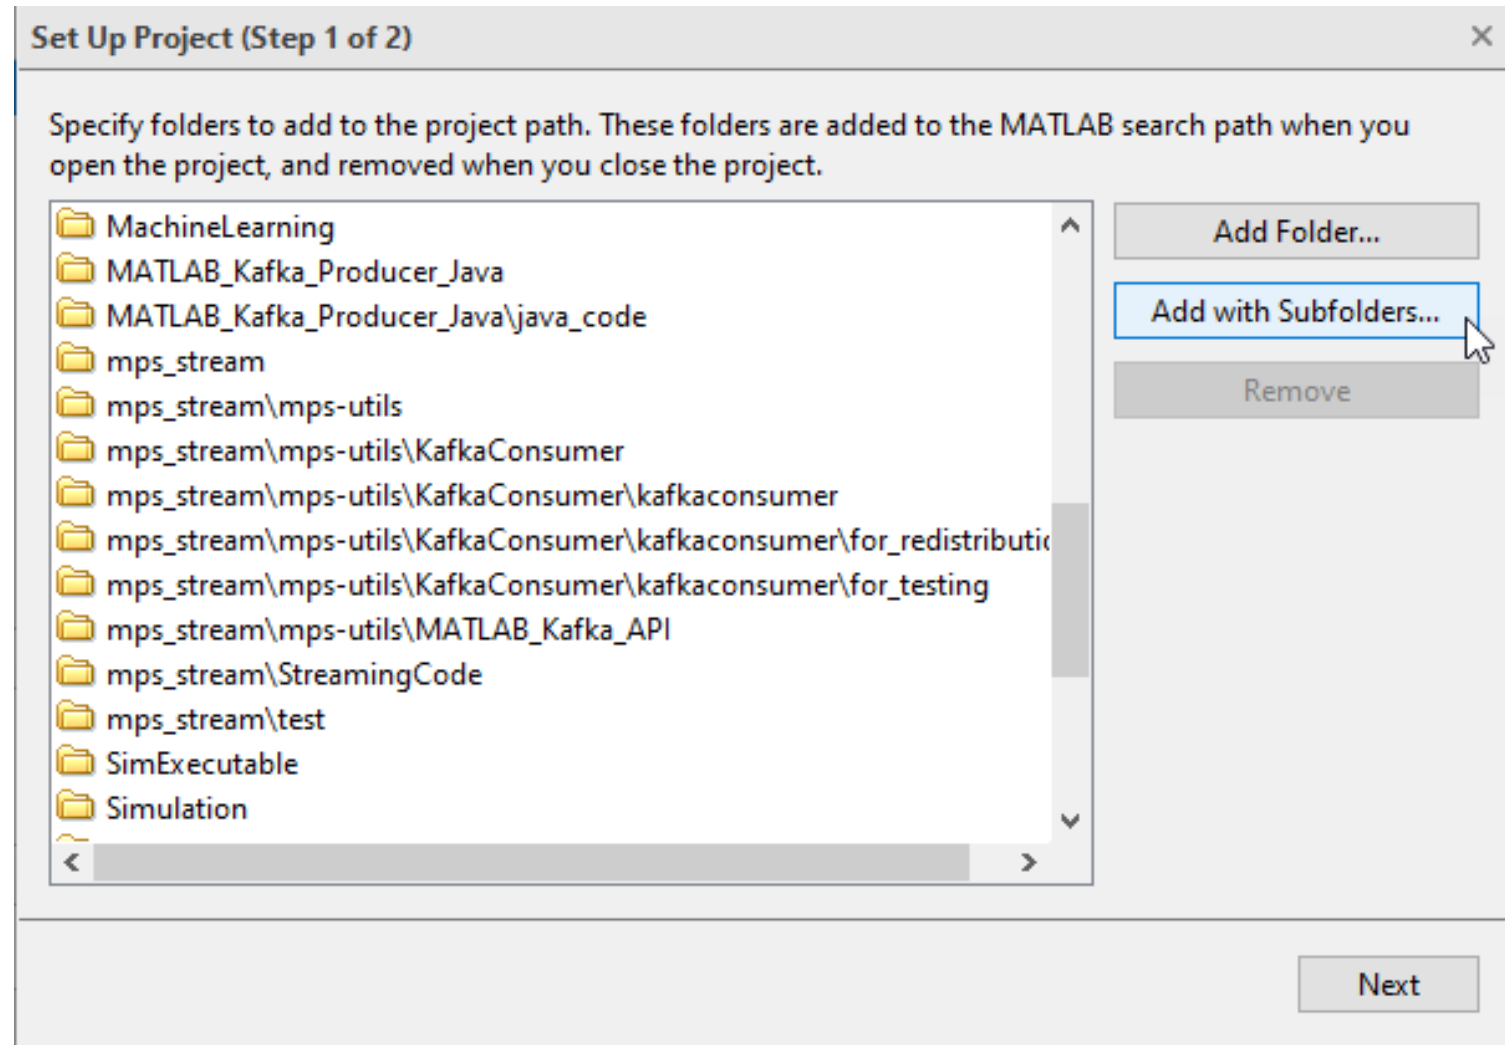 Set Up Project (Step 1 of 2)
Specify folders to add to the project path. These folders are added to the MATLAB search path when you
open the project, and removed when you close the project.
MachineLearning
MATLAB_Kafka_Producer_Java
MATLAB_Kafka_Producer_Java\java_code
mps_stream
mps_stream\mps-utils
mps_stream\mps-utils\KafkaConsumer
mps_stream\mps-utils\KafkaConsumer\kafkaconsumer
mps_stream\mps-utils\KafkaConsumer\kafkaconsumer\for_redistributic
mps_stream\mps-utils\KafkaConsumer\kafkaconsumer\for_testing
mps_stream\mps-utils\MATLAB_Kafka_API
mps_stream\StreamingCode
mps_stream\test
SimExecutable
Simulation
Add Folder...
Add with Subfolders...
Remove
Next